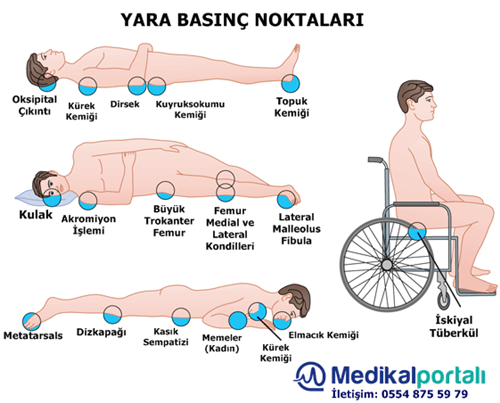 YARA BASINÇ NOKTALARI
Oksipital
Çıkıntı
Kürek
Kemiği
Dirsek
Kuyruksokumu
Kemiği
Topuk
Kemiği
Kulak
Akromiyon
İşlemi
Büyük
Trokanter
Femur
Femur
Medial ve
Lateral
Kondilleri
Lateral
Malleolus
Fibula
Metatarsals
Dizkapağı
Kasık
Sempatizi
Memeler
(Kadın)
Kürek
Kemiği
Elmacık Kemiği
İskiyal
Tüberkül
Medikalportalı
İletişim: 0554 875 59 79